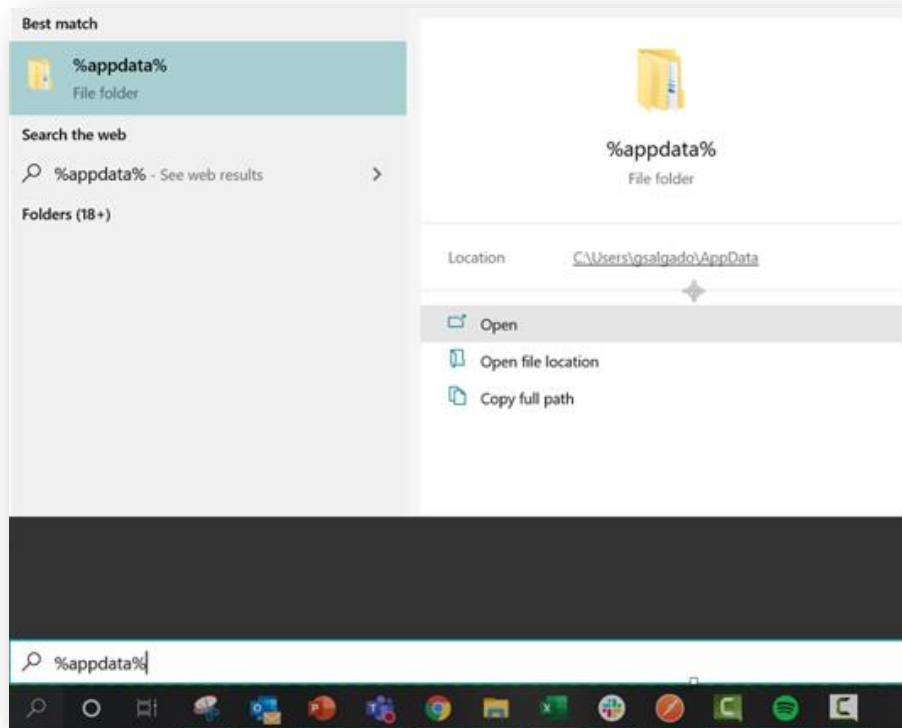 Best match
%appdata%
File folder
Search the web
%appdata% - See web results
Folders (18+)
%appdata%
File folder
Location C:\Users\gsalgado\AppData
Open
Open file location
Copy full path
%appdata%